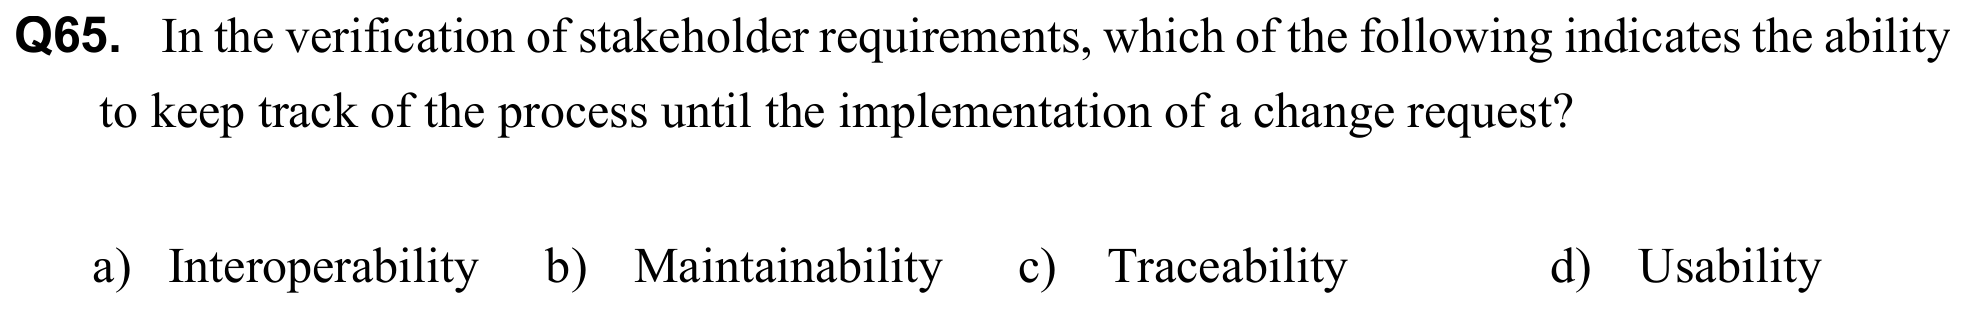 Q65. In the verification of stakeholder requirements, which of the following indicates the ability
to keep track of the process until the implementation of a change request?
a) Interoperability b) Maintainability c) Traceability d) Usability